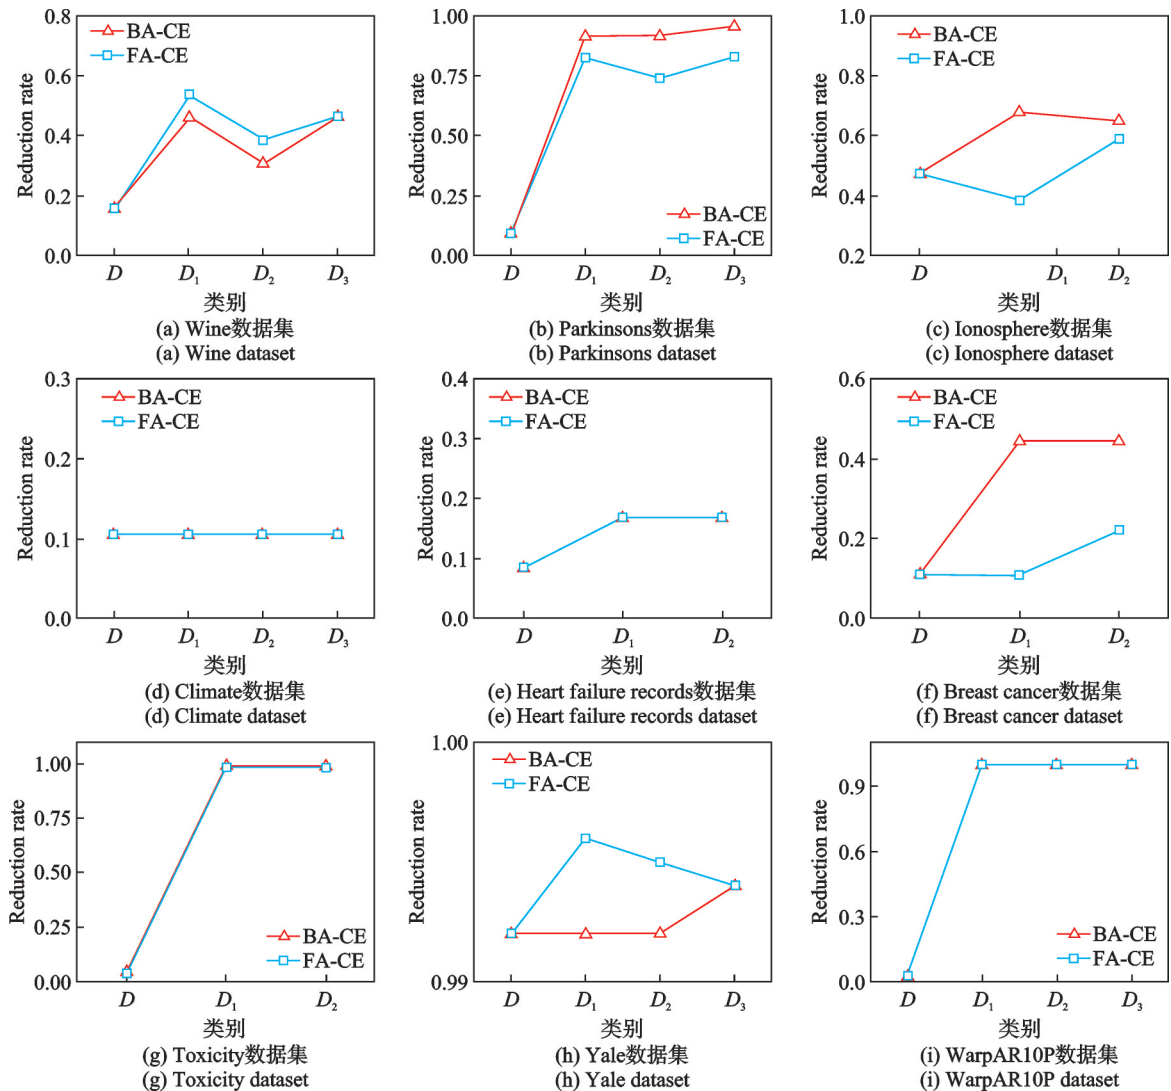 0.8
BA-CE
FA-CE
0.6
0.4
0.2
0.0
Reduction rate
D D₁ D₂ D₃
类别
(a) Wine数据集
(a) Wine dataset
1.00
0.75
0.50
0.25
0.00
Reduction rate
BA-CE
FA-CE
D D₁ D₂ D₃
类别
(b) Parkinsons数据集
(b) Parkinsons dataset
1.0
BA-CE
FA-CE
0.8
0.6
0.4
0.2
Reduction rate
D D₁ D₂
类别
(c) Ionosphere数据集
(c) Ionosphere dataset
0.3
BA-CE
FA-CE
0.2
0.1
0.0
Reduction rate
D D₁ D₂ D₃
类别
(d) Climate数据集
(d) Climate dataset
0.4
BA-CE
FA-CE
0.3
0.2
0.1
0.0
Reduction rate
D D₁ D₂
类别
(e) Heart failure records数据集
(e) Heart failure records dataset
0.6
BA-CE
FA-CE
0.4
0.2
0.0
Reduction rate
D D₁ D₂
类别
(f) Breast cancer数据集
(f) Breast cancer dataset
1.00
0.75
0.50
0.25
0.00
Reduction rate
BA-CE
FA-CE
D D₁ D₂
类别
(g) Toxicity数据集
(g) Toxicity dataset
1.00
BA-CE
FA-CE
0.99
Reduction rate
D D₁ D₂ D₃
类别
(h) Yale数据集
(h) Yale dataset
0.9
0.6
0.3
0.0
Reduction rate
BA-CE
FA-CE
D D₁ D₂ D₃
类别
(i) WarpAR10P数据集
(i) WarpAR10P dataset